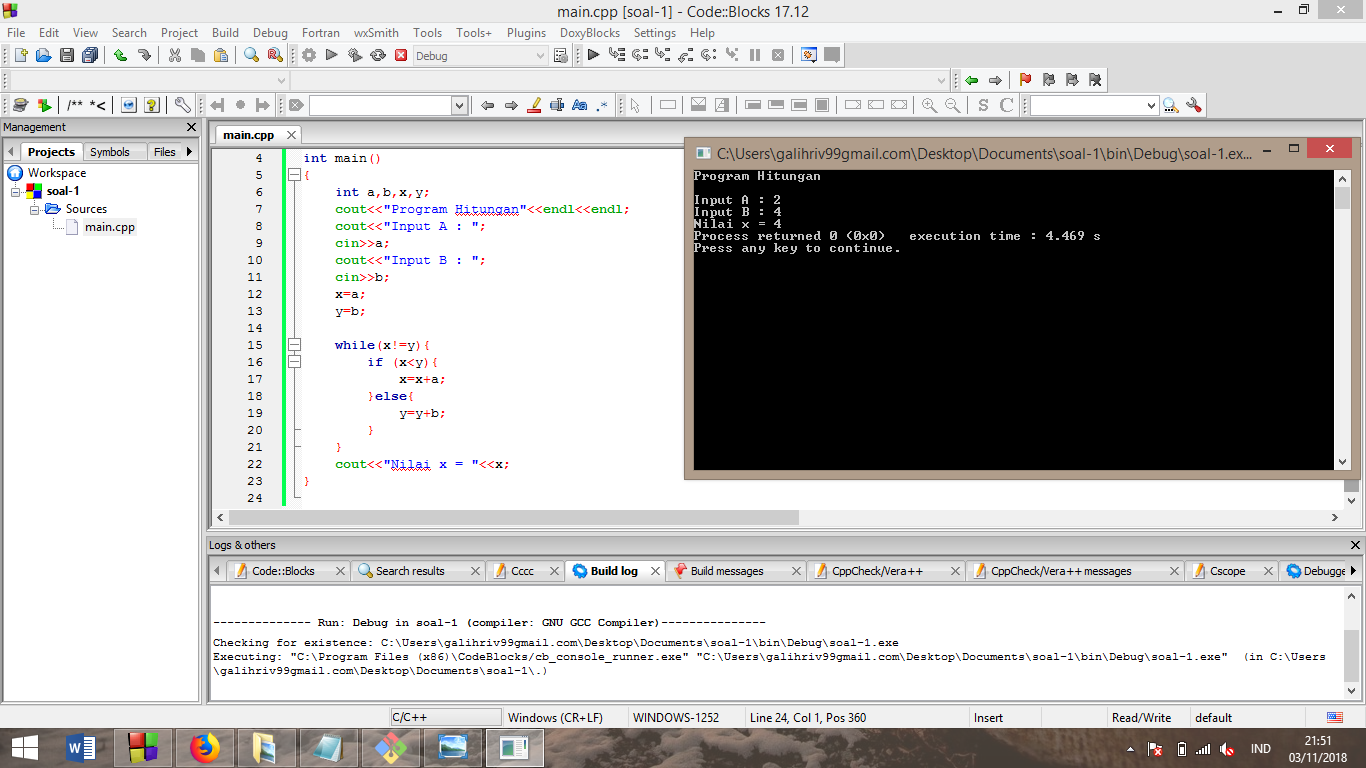 main.cpp [soal-1] - Code::Blocks 17.12
File Edit View Search Project Build Debug Fortran wxSmith Tools Tools+ Plugins DoxyBlocks Settings Help
Debug
/** *<
Aa .*
S C
Management
Projects Symbols Files
Workspace
soal-1
Sources
main.cpp
main.cpp
4 int main()
5 {
6 int a,b,x,y;
7 cout<<"Program Hitungan"<<endl<<endl;
8 cout<<"Input A : ";
9 cin>>a;
10 cout<<"Input B : ";
11 cin>>b;
12 x=a;
13 y=b;
14
15 while(x!=y){
16 if (x<y){
17 x=x+a;
18 }else{
19 y=y+b;
20 }
21 }
22 cout<<"Nilai x = "<<x;
23 }
24
C:\Users\galihriv99gmail.com\Desktop\Documents\soal-1\bin\Debug\soal-1.ex...
Program Hitungan
Input A : 2
Input B : 4
Nilai x = 4
Process returned 0 (0x0) execution time : 4.469 s
Press any key to continue.
Logs & others
Code::Blocks Search results Cccc Build log Build messages CppCheck/Vera++ CppCheck/Vera++ messages Cscope Debugge
-------------- Run: Debug in soal-1 (compiler: GNU GCC Compiler)---------------
Checking for existence: C:\Users\galihriv99gmail.com\Desktop\Documents\soal-1\bin\Debug\soal-1.exe
Executing: "C:\Program Files (x86)\CodeBlocks/cb_console_runner.exe" "C:\Users\galihriv99gmail.com\Desktop\Documents\soal-1\bin\Debug\soal-1.exe" (in C:\Users
\galihriv99gmail.com\Desktop\Documents\soal-1\.)
C/C++ Windows (CR+LF) WINDOWS-1252 Line 24, Col 1, Pos 360 Insert Read/Write default
IND
21:51
03/11/2018